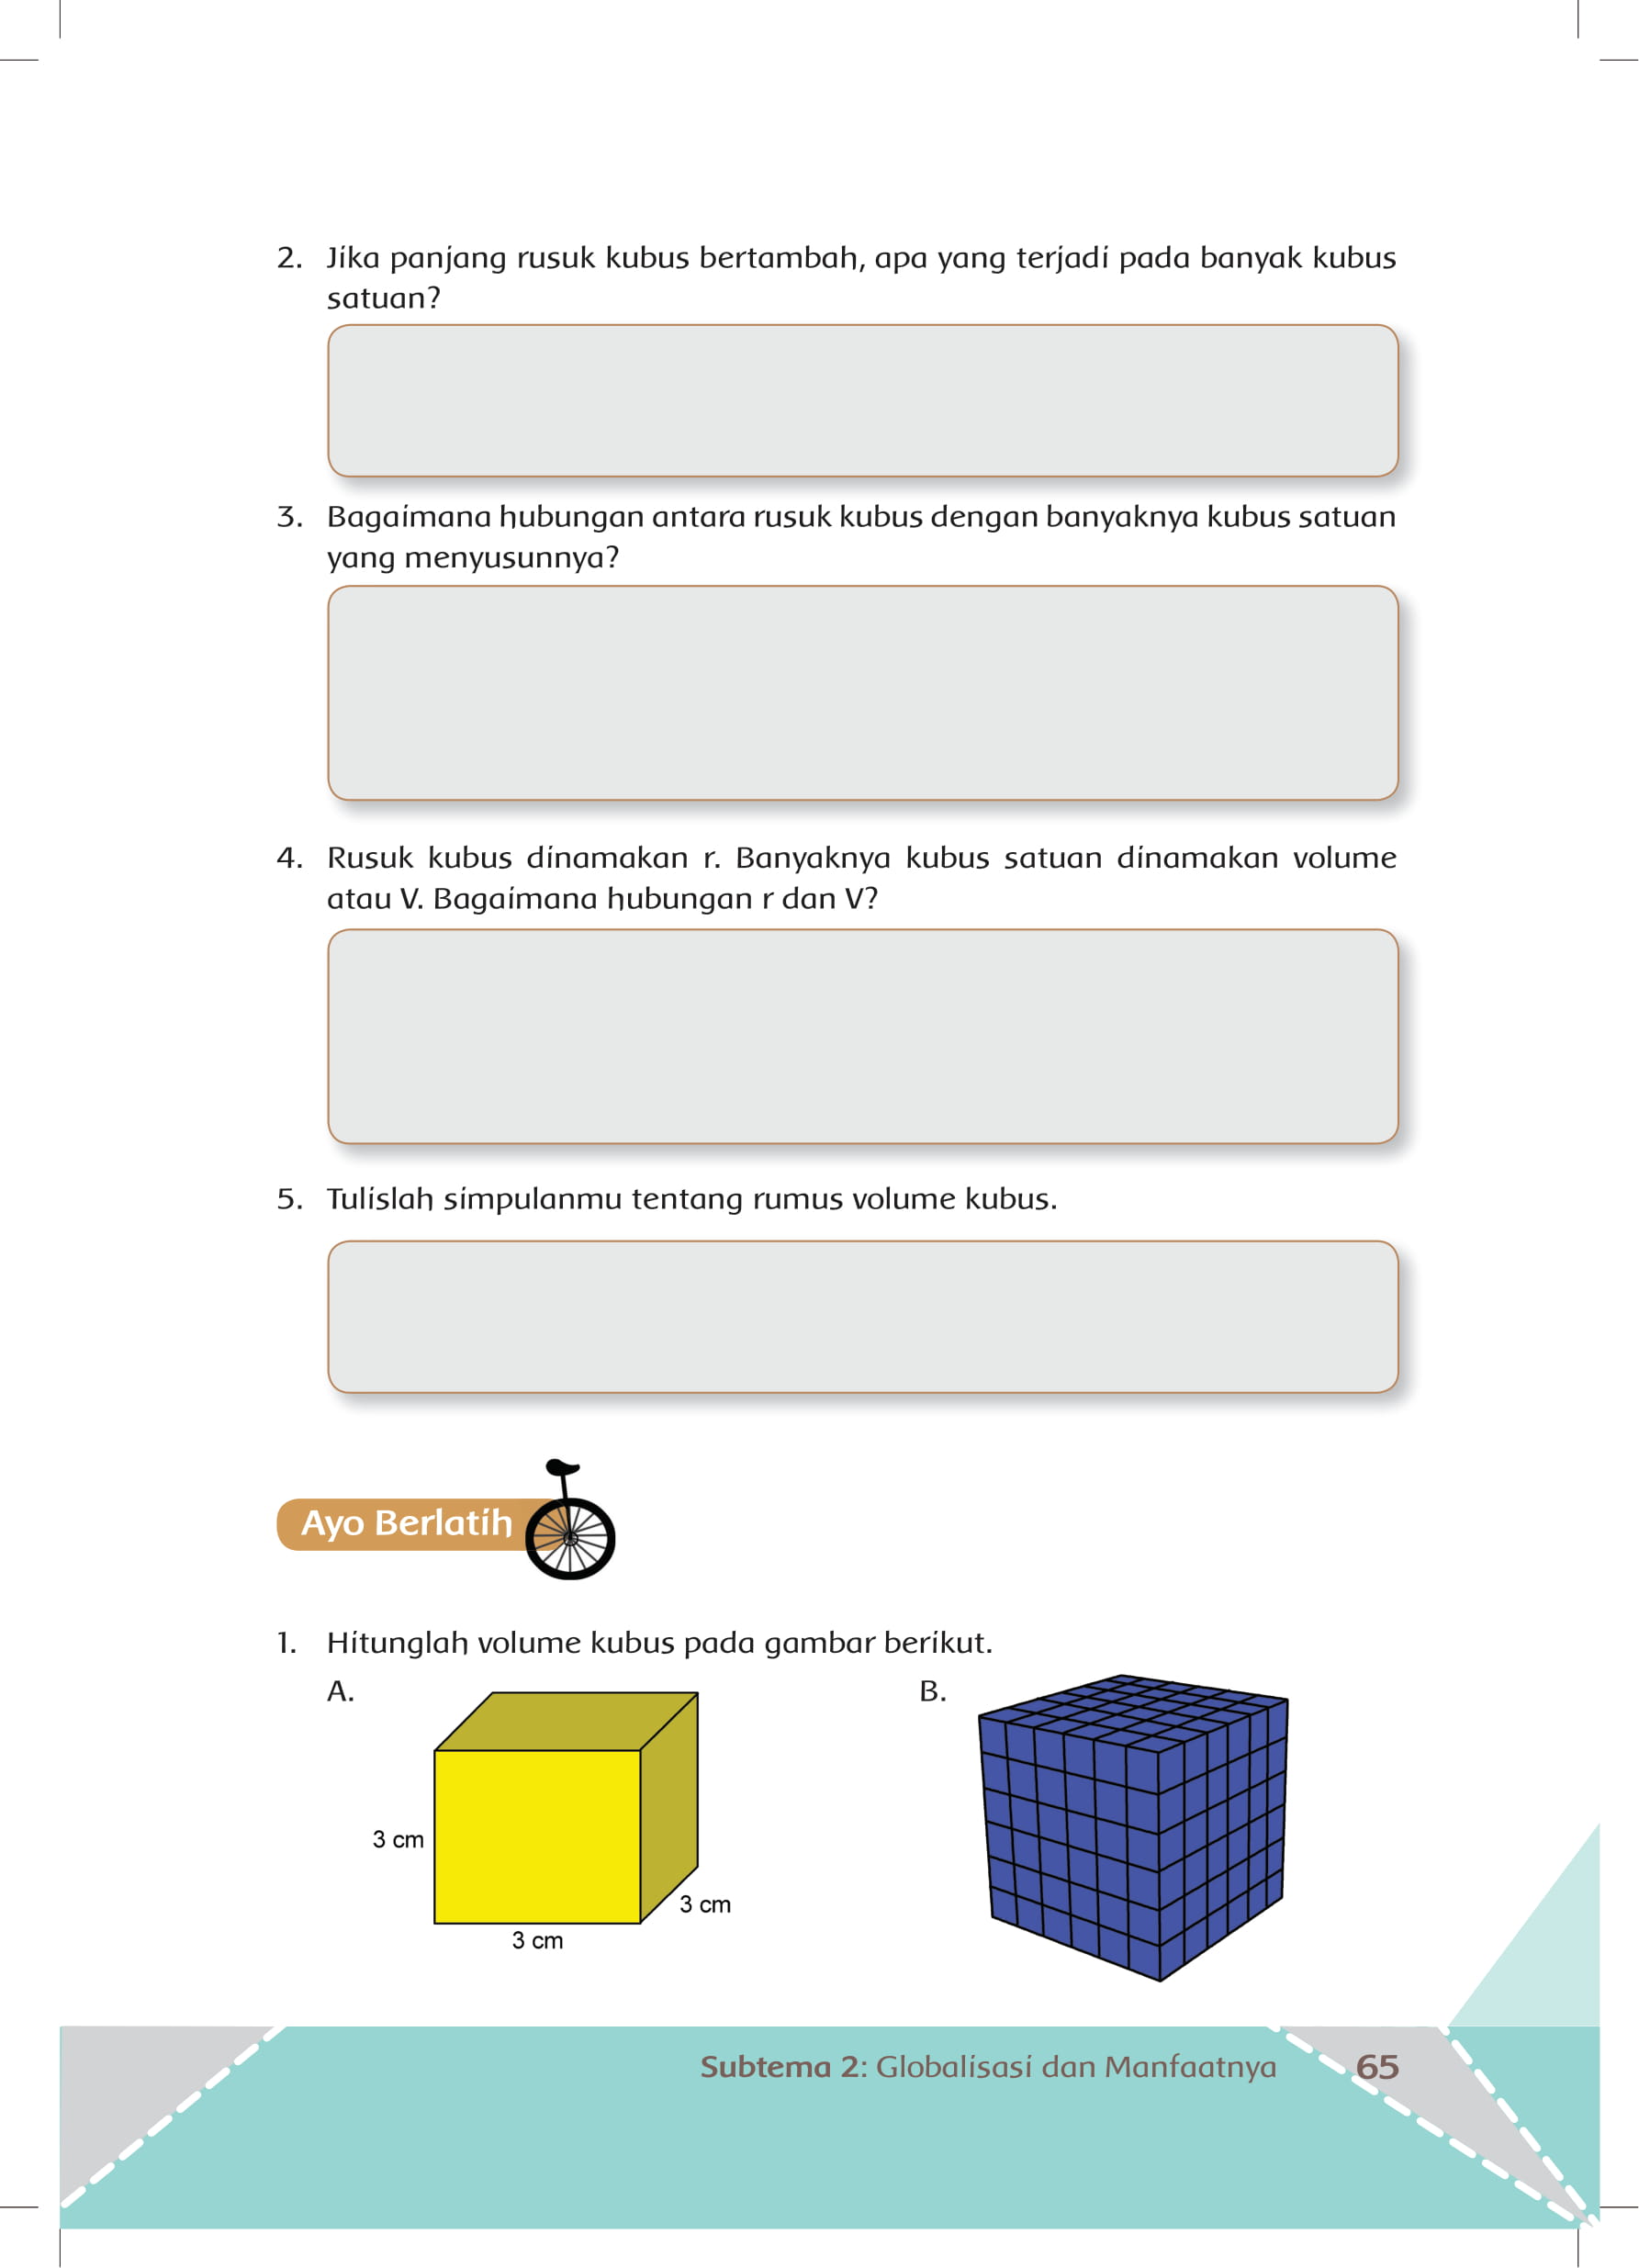 2. Jika panjang rusuk kubus bertambah, apa yang terjadi pada banyak kubus
satuan?
3. Bagaimana hubungan antara rusuk kubus dengan banyaknya kubus satuan
yang menyusunnya?
4. Rusuk kubus dinamakan r. Banyaknya kubus satuan dinamakan volume
atau V. Bagaimana hubungan r dan V?
5. Tulislah simpulanmu tentang rumus volume kubus.
Ayo Berlatih
1. Hitunglah volume kubus pada gambar berikut.
A.
B.
3 cm
3 cm
3 cm
Subtema 2: Globalisasi dan Manfaatnya
65